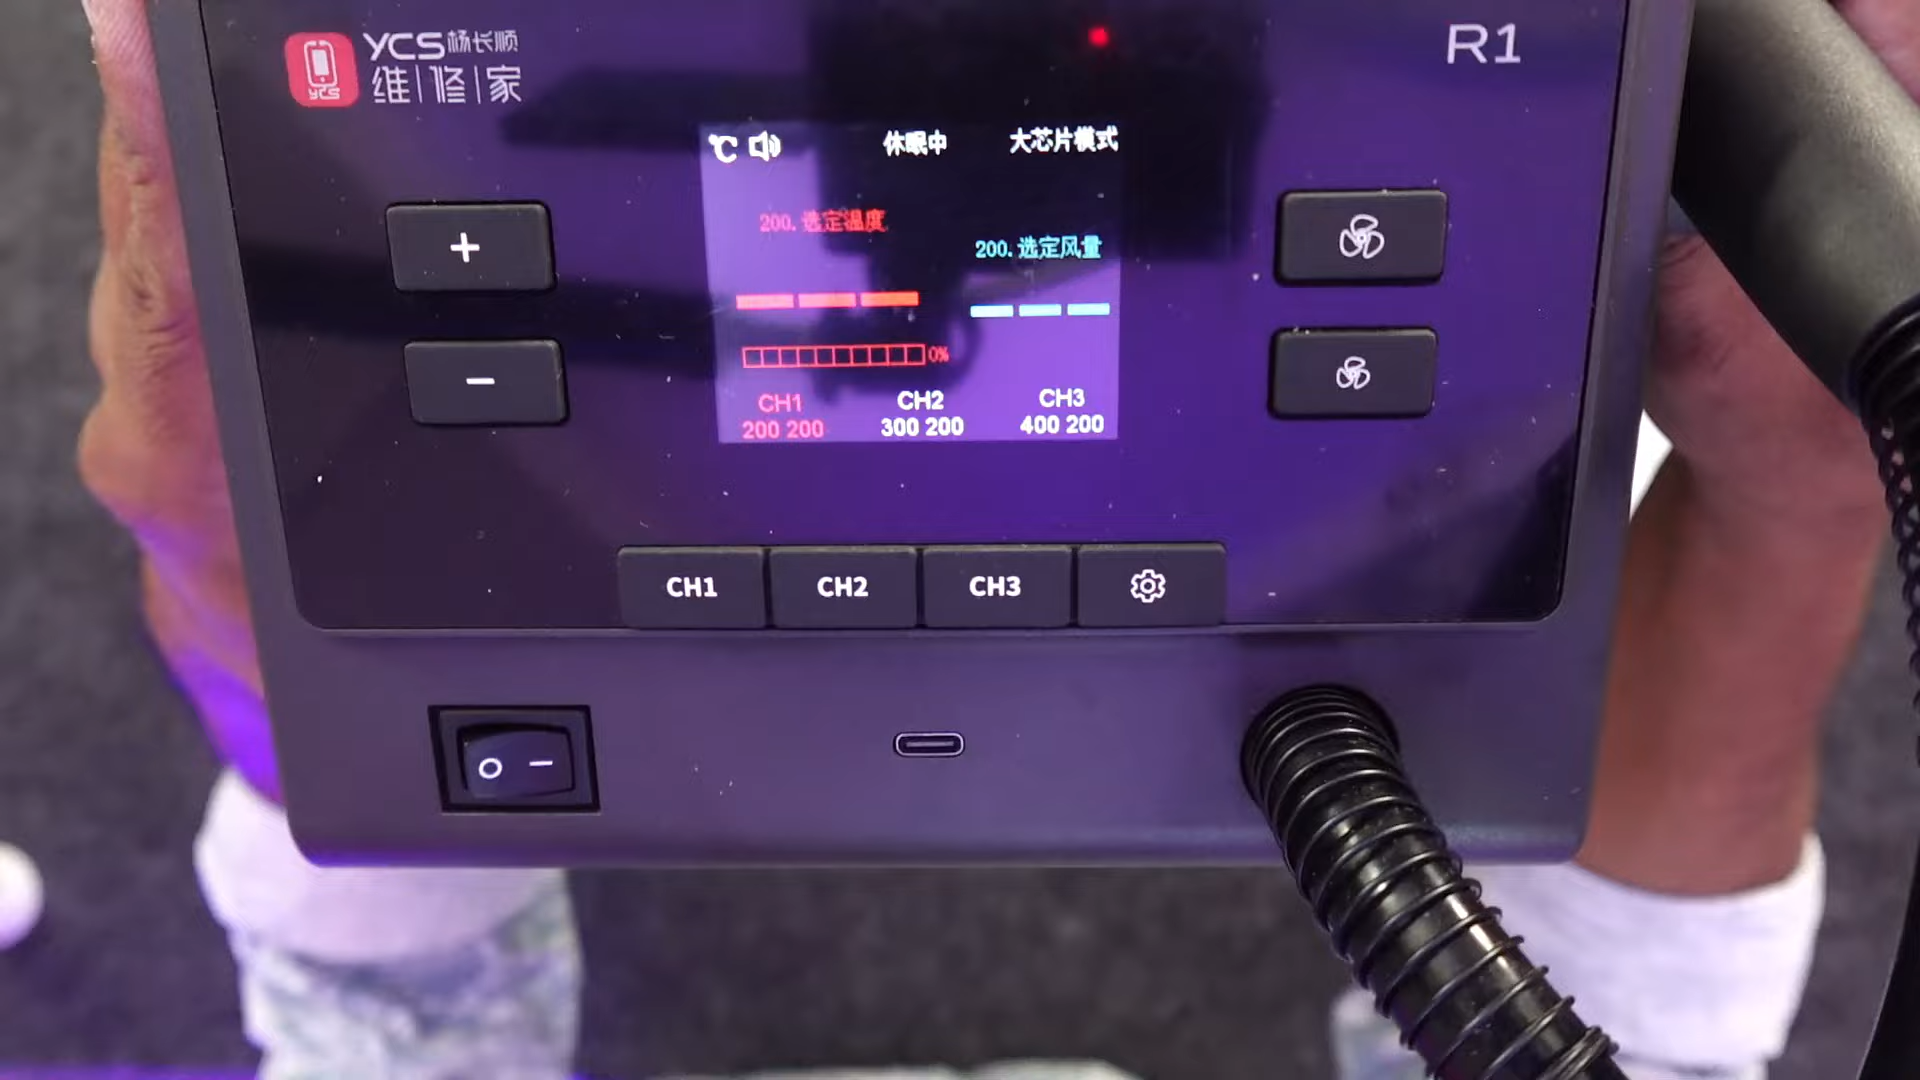 YCS杨长顺
维|修|家
YCS
R1
℃ 休眠中 大芯片模式
200. 选定温度
200. 选定风量
0%
CH1 CH2 CH3
200 200 300 200 400 200
+
−
CH1 CH2 CH3
O −